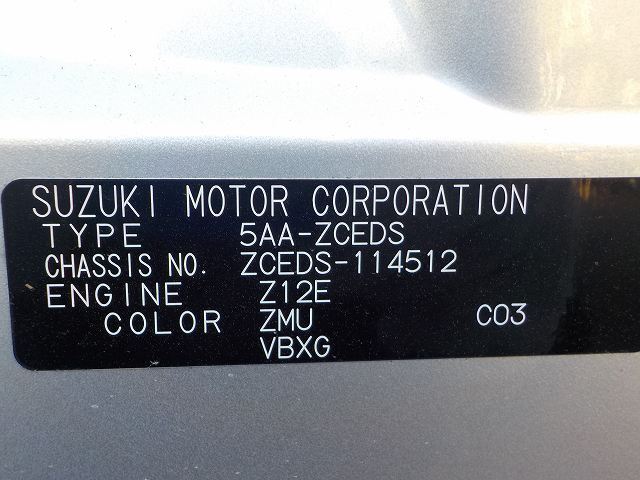 SUZUKI MOTOR CORPORATION
TYPE 5AA-ZCEDS
CHASSIS NO. ZCEDS-114512
ENGINE Z12E
COLOR ZMU C03
VBXG